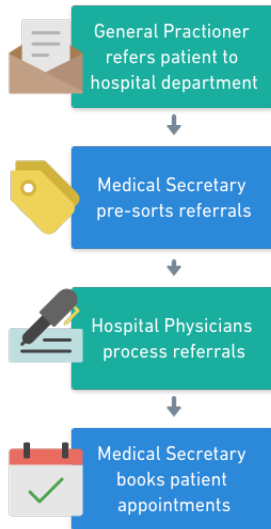 General Practioner
refers patient to
hospital department
Medical Secretary
pre-sorts referrals
Hospital Physicians
process referrals
Medical Secretary
books patient
appointments